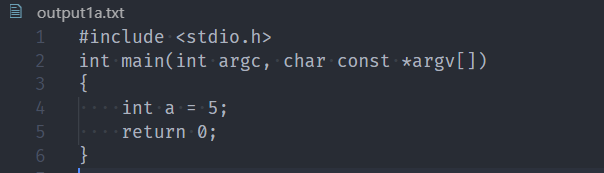 output1a.txt
1 #include <stdio.h>
2 int main(int argc, char const *argv[])
3 {
4     int a = 5;
5     return 0;
6 }